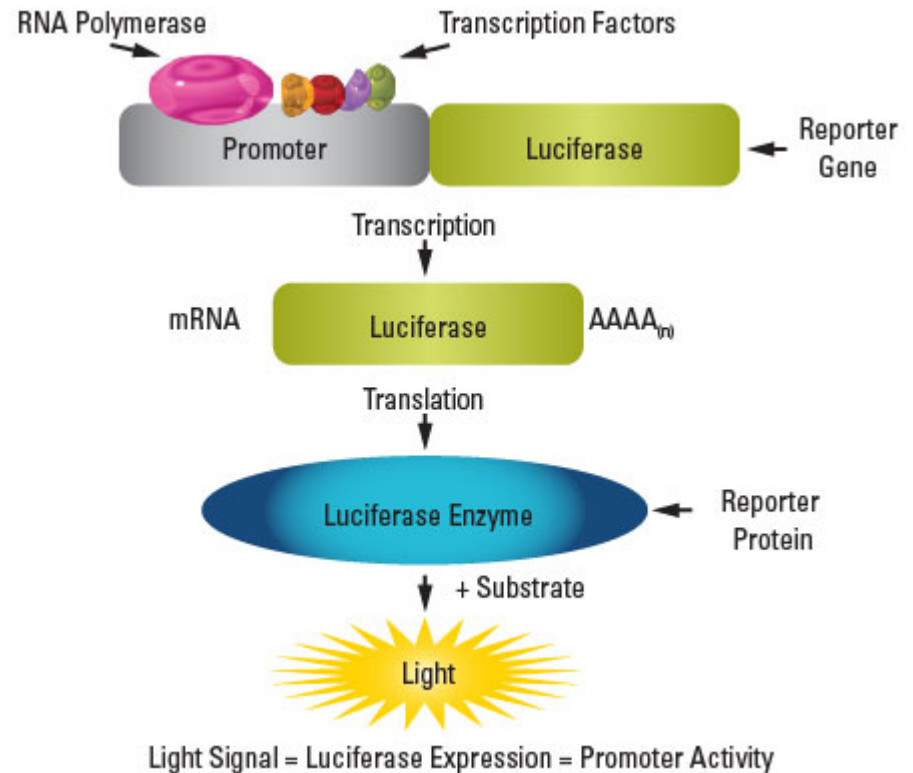 RNA Polymerase
Transcription Factors
Promoter
Luciferase
Reporter
Gene
Transcription
mRNA
Luciferase
AAAA(n)
Translation
Luciferase Enzyme
Reporter
Protein
+ Substrate
Light
Light Signal = Luciferase Expression = Promoter Activity